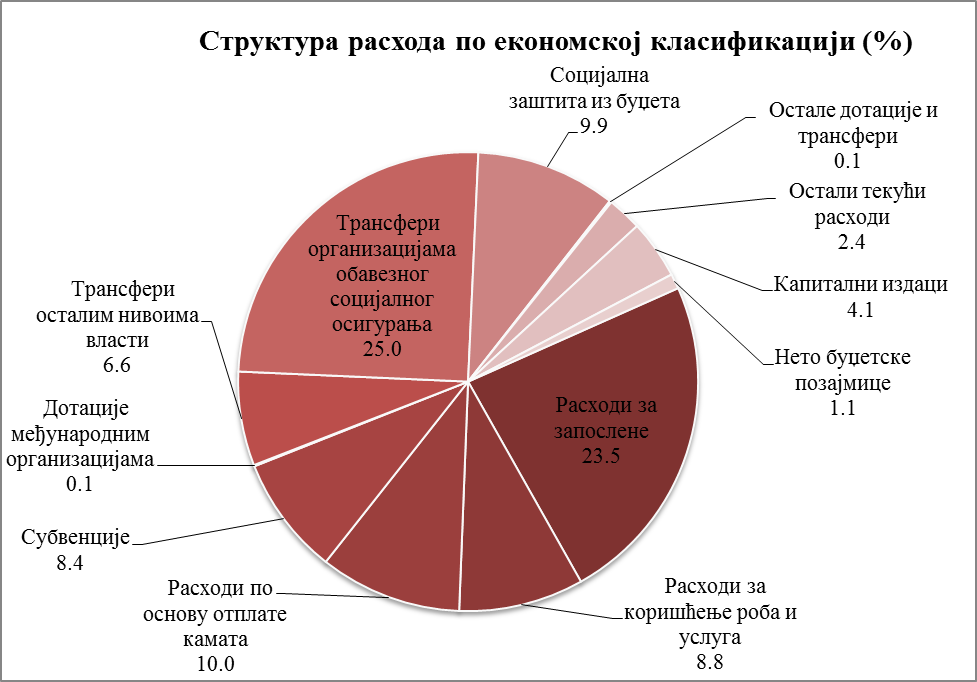 Структура расхода по економској класификацији (%)
Социјална
заштита из буџета
9.9
Остале дотације и
трансфери
0.1
Остали текући
расходи
2.4
Капитални издаци
4.1
Нето буџетске
позајмице
1.1
Расходи за
запослене
23.5
Расходи за
коришћење роба и
услуга
8.8
Расходи по
основу отплате
камата
10.0
Субвенције
8.4
Дотације
међународним
организацијама
0.1
Трансфери
осталим нивоима
власти
6.6
Трансфери
организацијама
обавезног
социјалног
осигурања
25.0